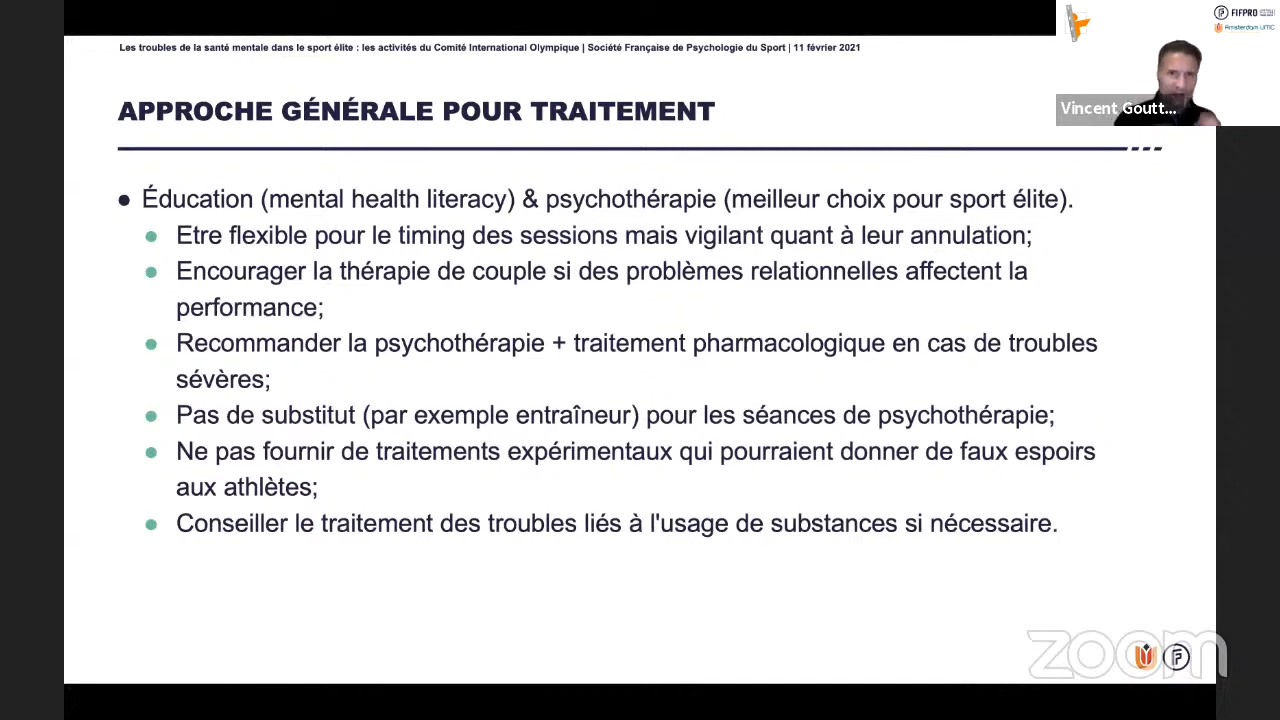 Les troubles de la santé mentale dans le sport élite : les activités du Comité International Olympique | Société Française de Psychologie du Sport | 11 février 2021
FIFPRO
Amsterdam UMC
Vincent Goutt...
APPROCHE GÉNÉRALE POUR TRAITEMENT
● Éducation (mental health literacy) & psychothérapie (meilleur choix pour sport élite).
● Etre flexible pour le timing des sessions mais vigilant quant à leur annulation;
● Encourager la thérapie de couple si des problèmes relationnelles affectent la
performance;
● Recommander la psychothérapie + traitement pharmacologique en cas de troubles
sévères;
● Pas de substitut (par exemple entraîneur) pour les séances de psychothérapie;
● Ne pas fournir de traitements expérimentaux qui pourraient donner de faux espoirs
aux athlètes;
● Conseiller le traitement des troubles liés à l'usage de substances si nécessaire.
zoom